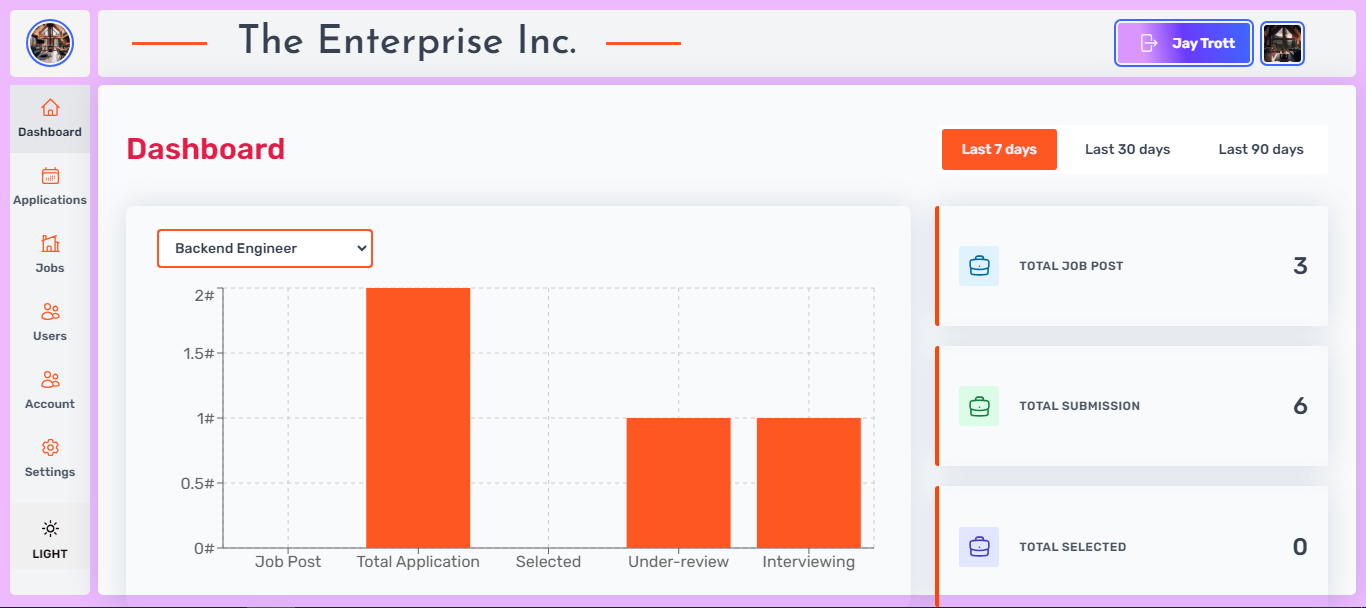 The Enterprise Inc.
Jay Trott
Dashboard
Applications
Jobs
Users
Account
Settings
LIGHT
Dashboard
Last 7 days
Last 30 days
Last 90 days
Backend Engineer
2#
1.5#
1#
0.5#
0#
Job Post
Total Application
Selected
Under-review
Interviewing
TOTAL JOB POST
3
TOTAL SUBMISSION
6
TOTAL SELECTED
0